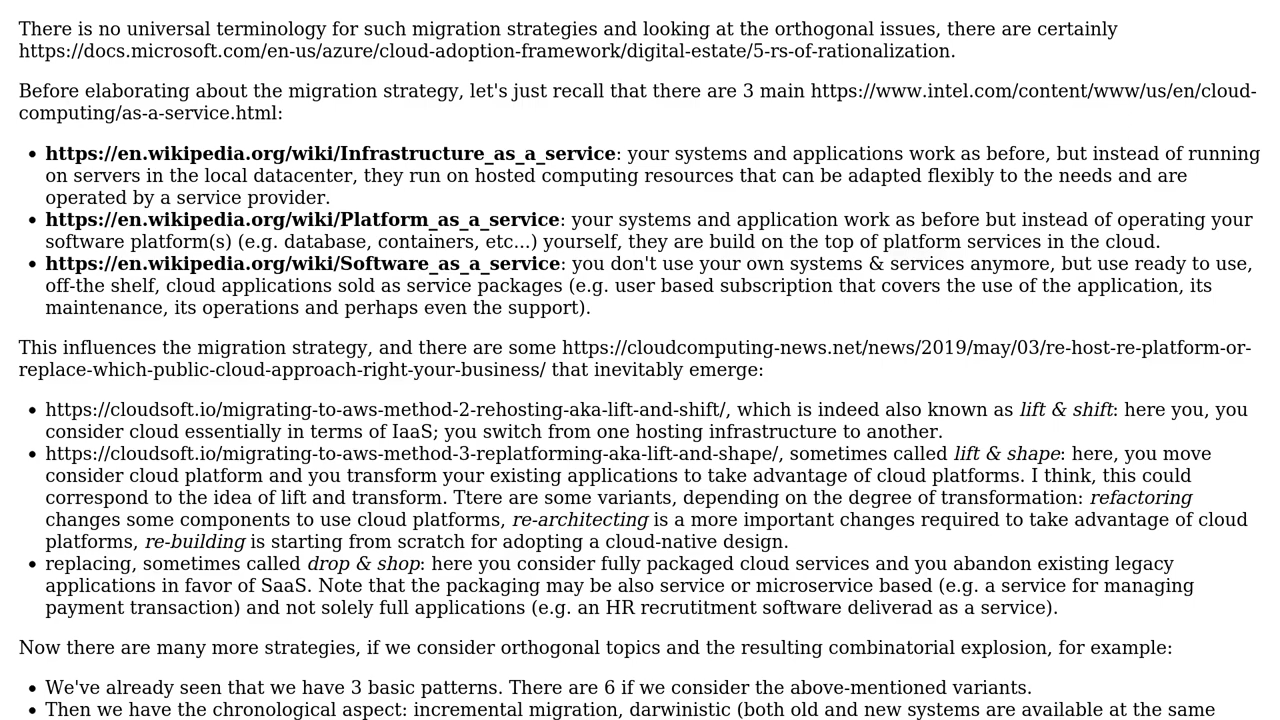 There is no universal terminology for such migration strategies and looking at the orthogonal issues, there are certainly
https://docs.microsoft.com/en-us/azure/cloud-adoption-framework/digital-estate/5-rs-of-rationalization.
Before elaborating about the migration strategy, let's just recall that there are 3 main https://www.intel.com/content/www/us/en/cloud-
computing/as-a-service.html:
• https://en.wikipedia.org/wiki/Infrastructure_as_a_service: your systems and applications work as before, but instead of running
on servers in the local datacenter, they run on hosted computing resources that can be adapted flexibly to the needs and are
operated by a service provider.
• https://en.wikipedia.org/wiki/Platform_as_a_service: your systems and application work as before but instead of operating your
software platform(s) (e.g. database, containers, etc...) yourself, they are build on the top of platform services in the cloud.
• https://en.wikipedia.org/wiki/Software_as_a_service: you don't use your own systems & services anymore, but use ready to use,
off-the shelf, cloud applications sold as service packages (e.g. user based subscription that covers the use of the application, its
maintenance, its operations and perhaps even the support).
This influences the migration strategy, and there are some https://cloudcomputing-news.net/news/2019/may/03/re-host-re-platform-or-
replace-which-public-cloud-approach-right-your-business/ that inevitably emerge:
• https://cloudsoft.io/migrating-to-aws-method-2-rehosting-aka-lift-and-shift/, which is indeed also known as lift & shift: here you, you
consider cloud essentially in terms of IaaS; you switch from one hosting infrastructure to another.
• https://cloudsoft.io/migrating-to-aws-method-3-replatforming-aka-lift-and-shape/, sometimes called lift & shape: here, you move
consider cloud platform and you transform your existing applications to take advantage of cloud platforms. I think, this could
correspond to the idea of lift and transform. Ttere are some variants, depending on the degree of transformation: refactoring
changes some components to use cloud platforms, re-architecting is a more important changes required to take advantage of cloud
platforms, re-building is starting from scratch for adopting a cloud-native design.
• replacing, sometimes called drop & shop: here you consider fully packaged cloud services and you abandon existing legacy
applications in favor of SaaS. Note that the packaging may be also service or microservice based (e.g. a service for managing
payment transaction) and not solely full applications (e.g. an HR recrutitment software deliverad as a service).
Now there are many more strategies, if we consider orthogonal topics and the resulting combinatorial explosion, for example:
• We've already seen that we have 3 basic patterns. There are 6 if we consider the above-mentioned variants.
• Then we have the chronological aspect: incremental migration, darwinistic (both old and new systems are available at the same